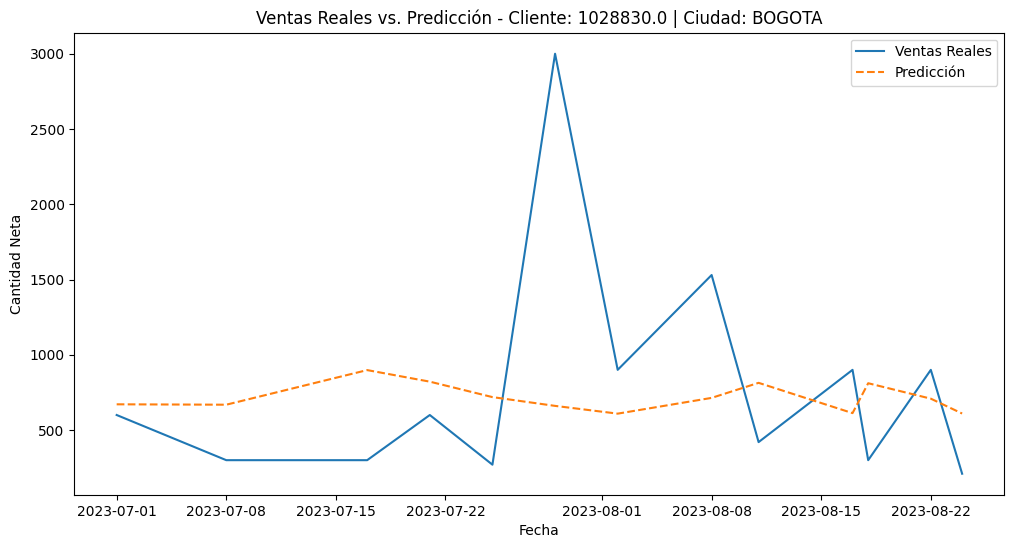 Ventas Reales vs. Predicción - Cliente: 1028830.0 | Ciudad: BOGOTA
Ventas Reales
Predicción
3000
2500
2000
1500
1000
500
Cantidad Neta
2023-07-01
2023-07-08
2023-07-15
2023-07-22
2023-08-01
2023-08-08
2023-08-15
2023-08-22
Fecha